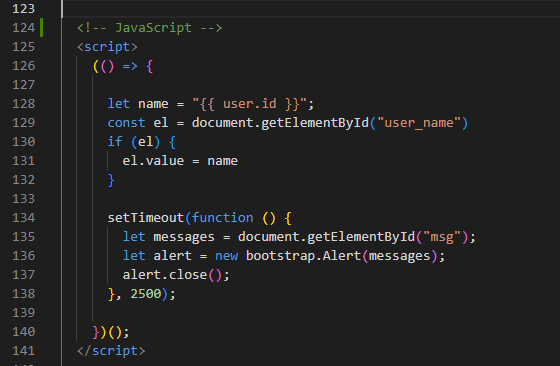 123
124 <!-- JavaScript -->
125 <script>
126 (() => {
127
128 let name = "{{ user.id }}";
129 const el = document.getElementById("user_name")
130 if (el) {
131 el.value = name
132 }
133
134 setTimeout(function () {
135 let messages = document.getElementById("msg");
136 let alert = new bootstrap.Alert(messages);
137 alert.close();
138 }, 2500);
139
140 })();
141 </script>